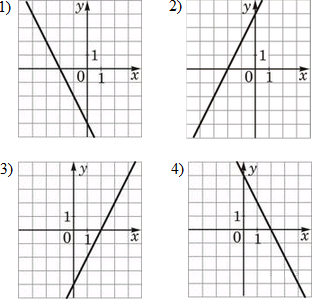 1) y 2) y
1 1
0 1 x 0 1 x
3) y 4) y
1 1
0 1 x 0 1 x